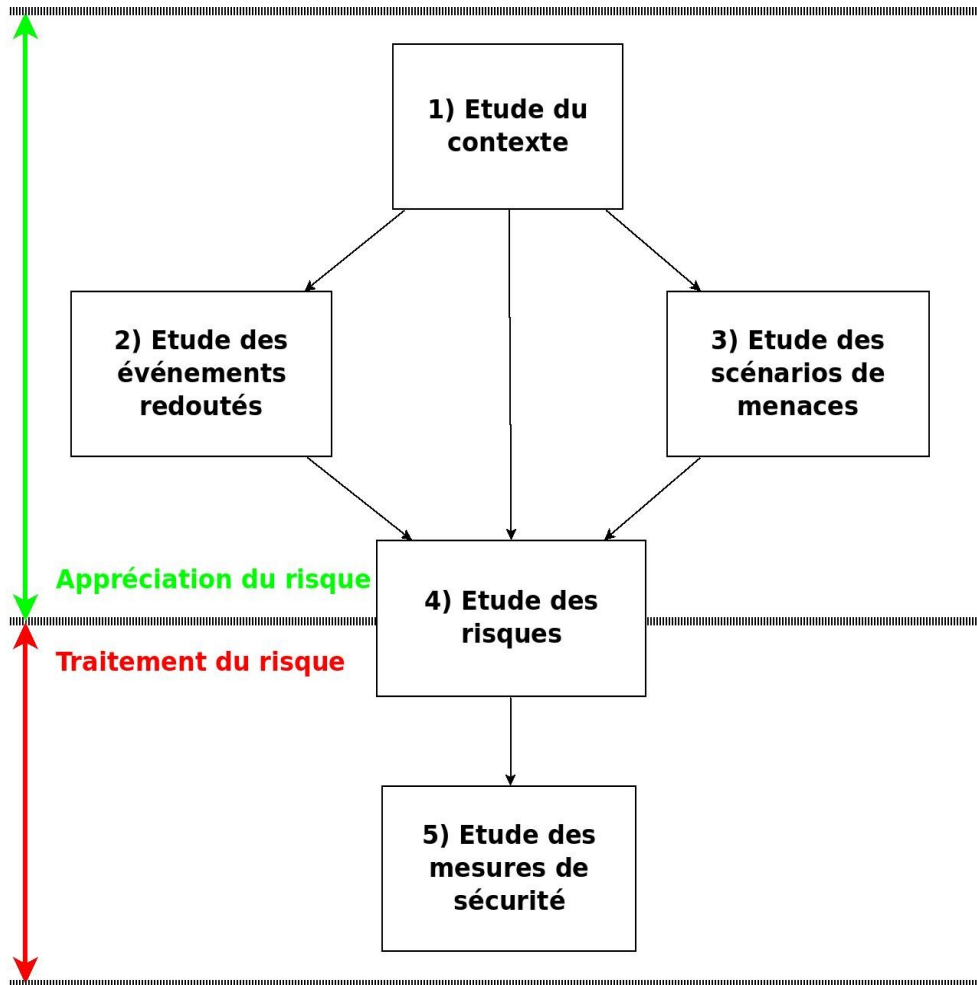 1) Etude du
contexte
2) Etude des
événements
redoutés
3) Etude des
scénarios de
menaces
Appréciation du risque
4) Etude des
risques
Traitement du risque
5) Etude des
mesures de
sécurité